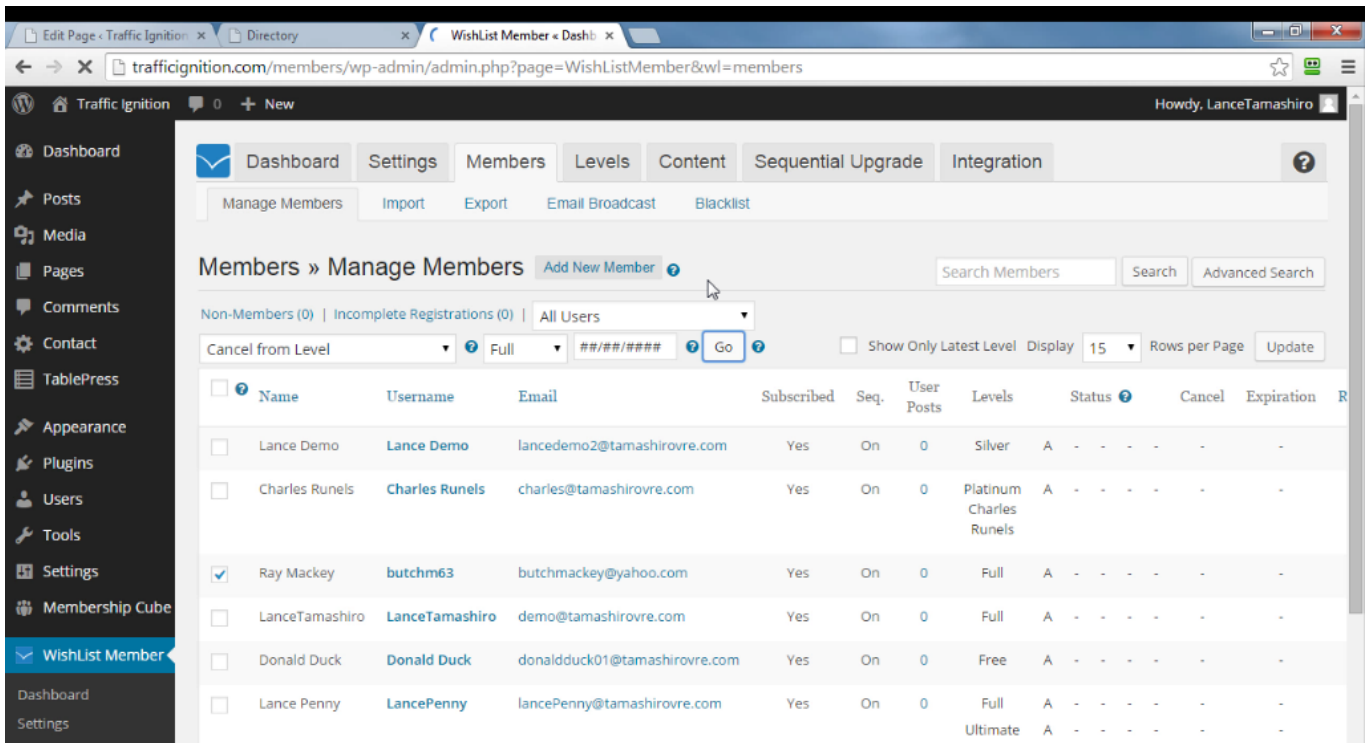 Edit Page ‹ Traffic Ignition
Directory
WishList Member « Dashb
trafficignition.com/members/wp-admin/admin.php?page=WishListMember&wl=members
Traffic Ignition 0 + New Howdy, LanceTamashiro
Dashboard
Posts
Media
Pages
Comments
Contact
TablePress
Appearance
Plugins
Users
Tools
Settings
Membership Cube
WishList Member
Dashboard
Settings
Dashboard Settings Members Levels Content Sequential Upgrade Integration ?
Manage Members Import Export Email Broadcast Blacklist
Members » Manage Members Add New Member ? Search Members Search Advanced Search
Non-Members (0) | Incomplete Registrations (0) | All Users
Cancel from Level ? Full ##/##/#### ? Go ? Show Only Latest Level Display 15 Rows per Page Update
? Name Username Email Subscribed Seq. User Posts Levels Status ? Cancel Expiration R
Lance Demo Lance Demo lancedemo2@tamashirovre.com Yes On 0 Silver A - - - - - -
Charles Runels Charles Runels charles@tamashirovre.com Yes On 0 Platinum A - - - - - -
Charles
Runels
Ray Mackey butchm63 butchmackey@yahoo.com Yes On 0 Full A - - - - - -
LanceTamashiro LanceTamashiro demo@tamashirovre.com Yes On 0 Full A - - - - - -
Donald Duck Donald Duck donaldduck01@tamashirovre.com Yes On 0 Free A - - - - - -
Lance Penny LancePenny lancePenny@tamashirovre.com Yes On 0 Full A - - - - - -
Ultimate A - - - - - -